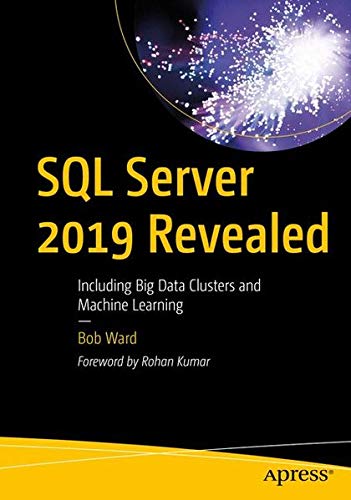 SQL Server
2019 Revealed
Including Big Data Clusters and
Machine Learning
Bob Ward
Foreword by Rohan Kumar
Apress®